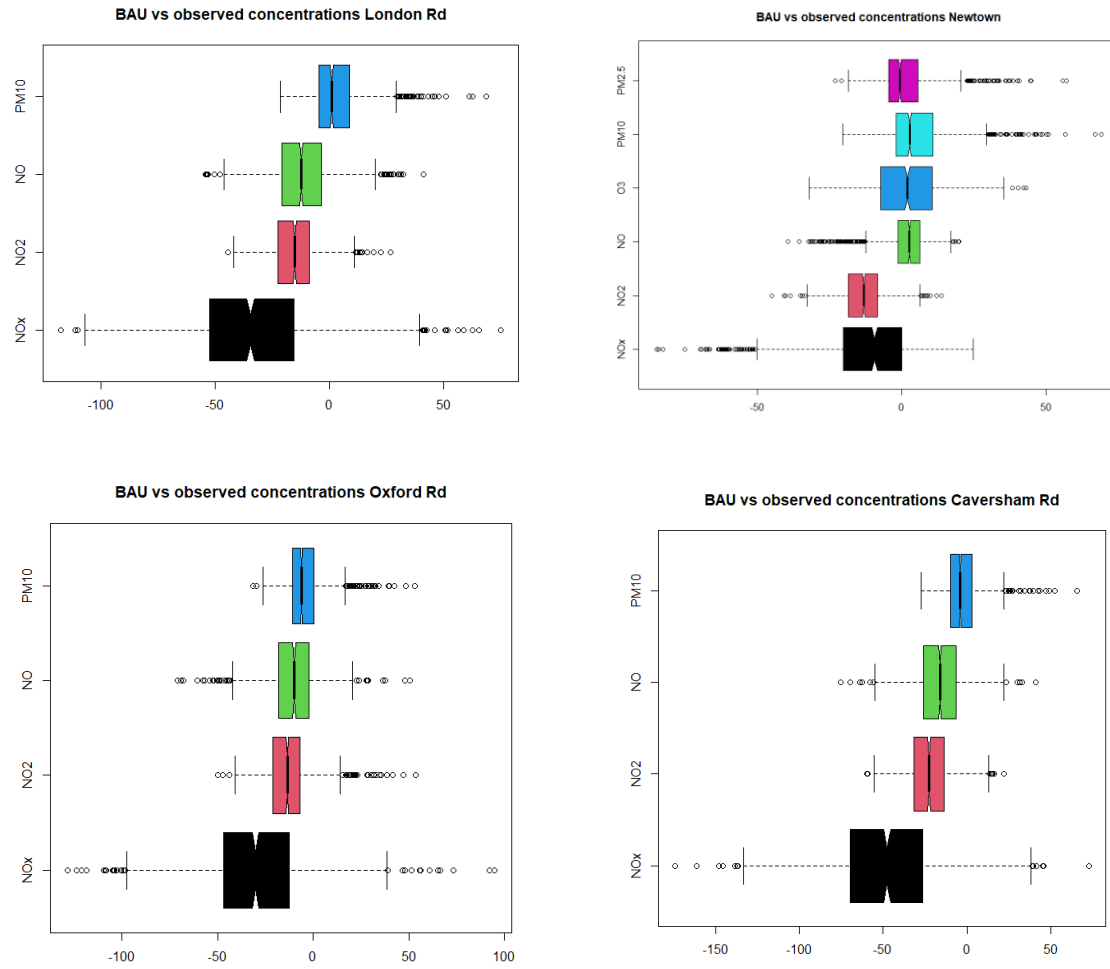 BAU vs observed concentrations London Rd
PM10
NO
NO2
NOx
-100 -50 0 50
BAU vs observed concentrations Newtown
PM2.5
PM10
O3
NO
NO2
NOx
-50 0 50
BAU vs observed concentrations Oxford Rd
PM10
NO
NO2
NOx
-100 -50 0 50 100
BAU vs observed concentrations Caversham Rd
PM10
NO
NO2
NOx
-150 -100 -50 0 50